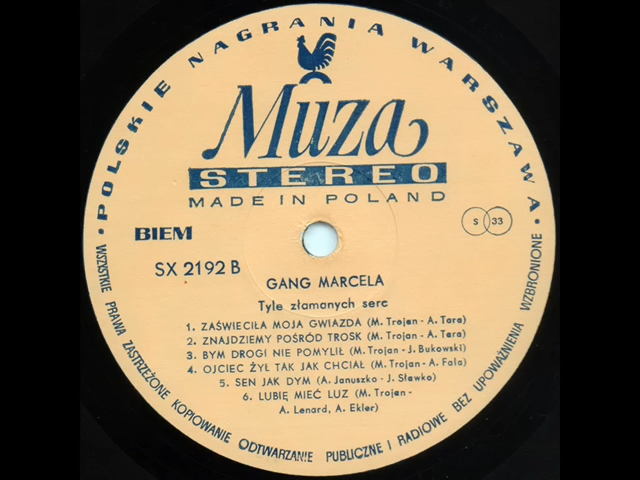 POLSKIE NAGRANIA WARSZAWA
Muza
STEREO
MADE IN POLAND
BIEM
S 33
SX 2192 B
GANG MARCELA
Tyle złamanych serc
1. ZAŚWIECIŁA MOJA GWIAZDA (M. Trojan - A. Tara)
2. ZNAJDZIEMY POŚRÓD TROSK (M. Trojan - A. Tara)
3. BYM DROGI NIE POMYLIŁ (M. Trojan - J. Bukowski)
4. OJCIEC ŻYŁ TAK JAK CHCIAŁ (M. Trojan - A. Fala)
5. SEN JAK DYM (A. Januszko - J. Sławko)
6. LUBIĘ MIEĆ LUZ (M. Trojan -
A. Lenard, A. Ekler)
WSZYSTKIE PRAWA ZASTRZEŻONE KOPIOWANIE ODTWARZANIE PUBLICZNE I RADIOWE BEZ UPOWAŻNIENIA WZBRONIONE